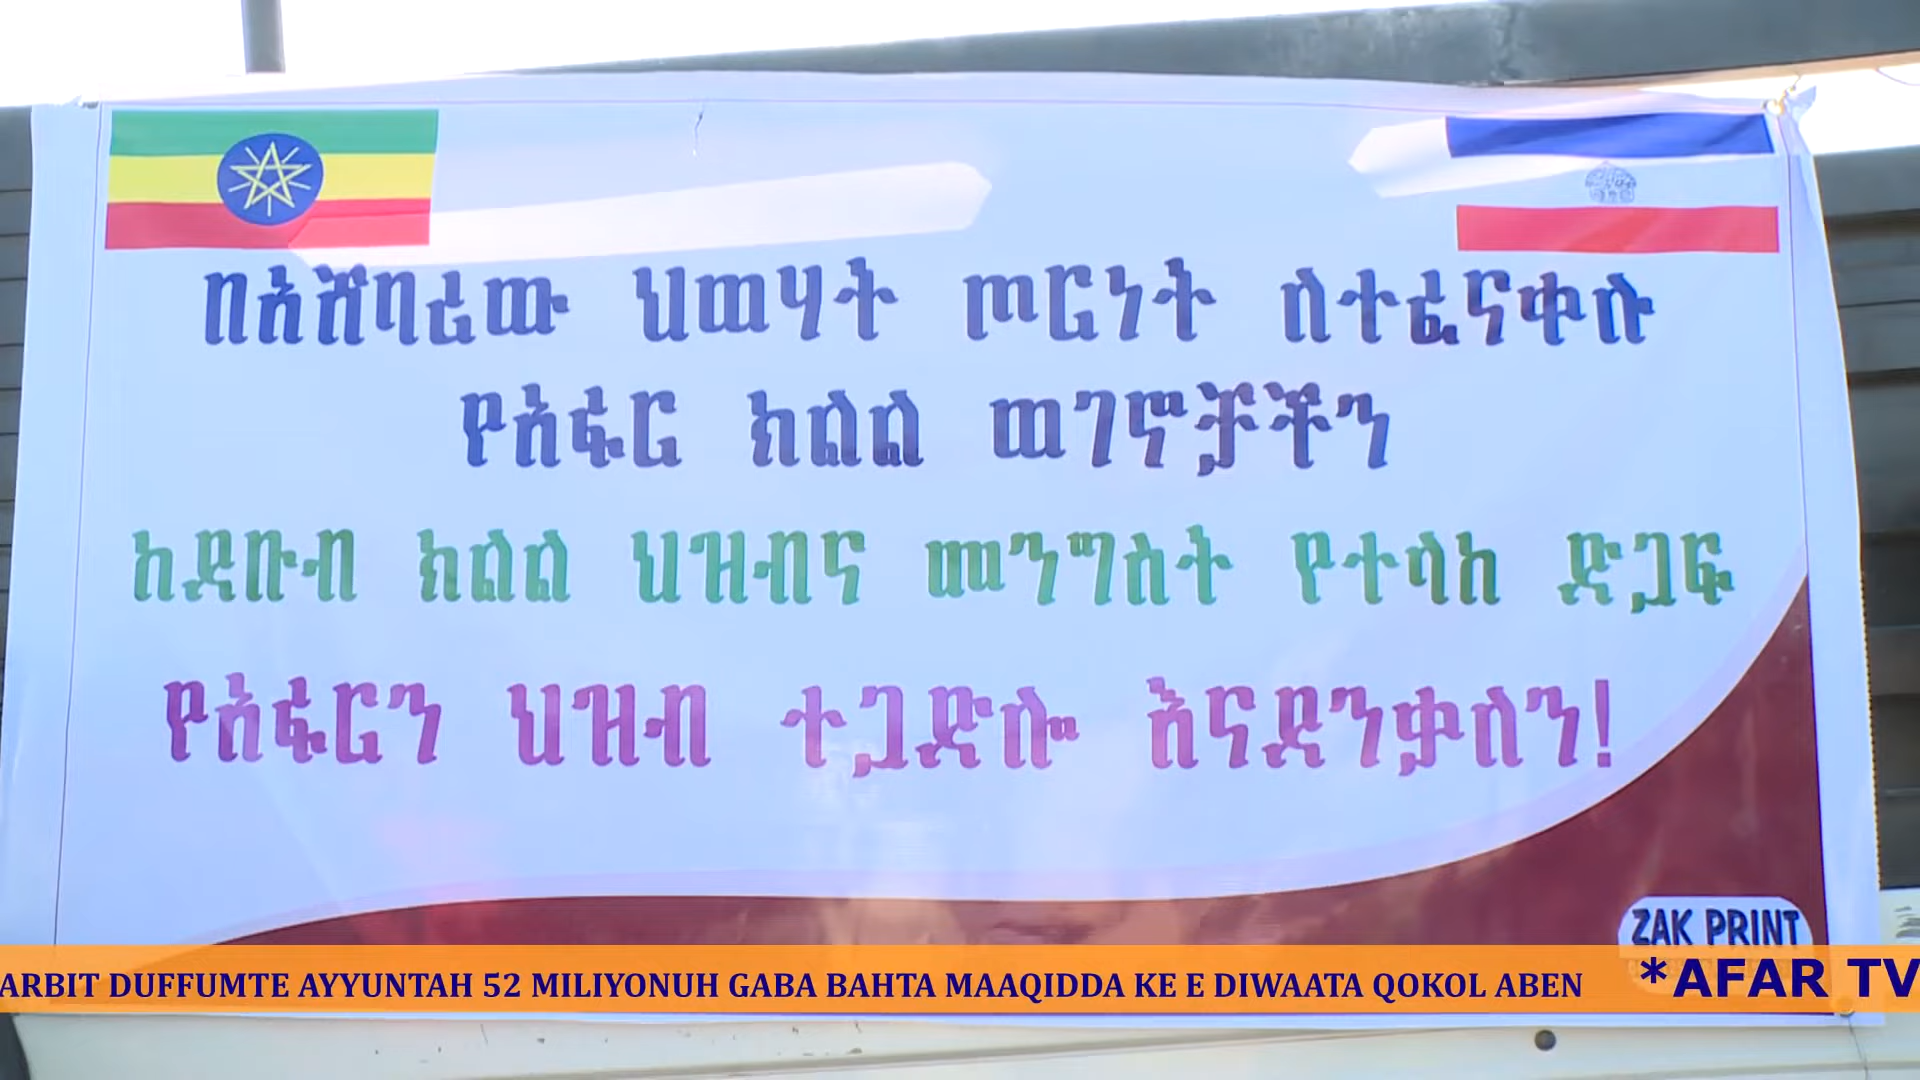 በአሸባሪው ህወሃት ጦርነት ለተፈናቀሉ
የአፋር ክልል ወገኖቻችን
ከደቡብ ክልል ህዝብና መንግስት የተላከ ድጋፍ
የአፋርን ህዝብ ተጋድሎ እናደንቃለን!
ZAK PRINT
ARBIT DUFFUMTE AYYUNTAH 52 MILIYONUH GABA BAHTA MAAQIDDA KE E DIWAATA QOKOL ABEN *AFAR TV